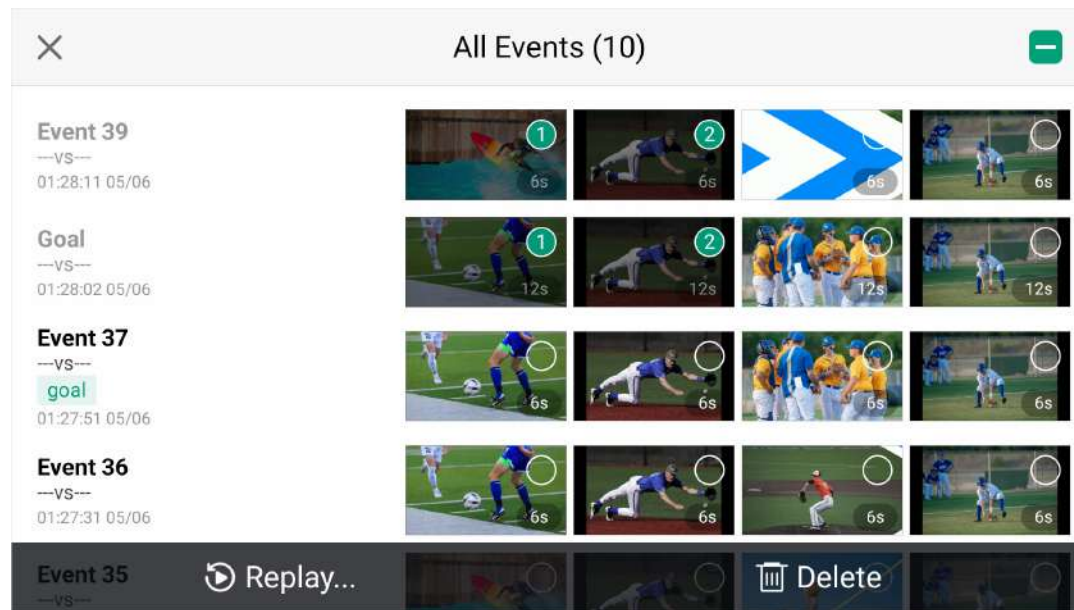 All Events (10)
Event 39
---vs---
01:28:11 05/06
1
6s
2
6s
6s
6s
Goal
---vs---
01:28:02 05/06
1
12s
2
12s
12s
12s
Event 37
---vs---
goal
01:27:51 05/06
6s
6s
6s
6s
Event 36
---vs---
01:27:31 05/06
6s
6s
6s
6s
Event 35
---vs---
Replay...
Delete